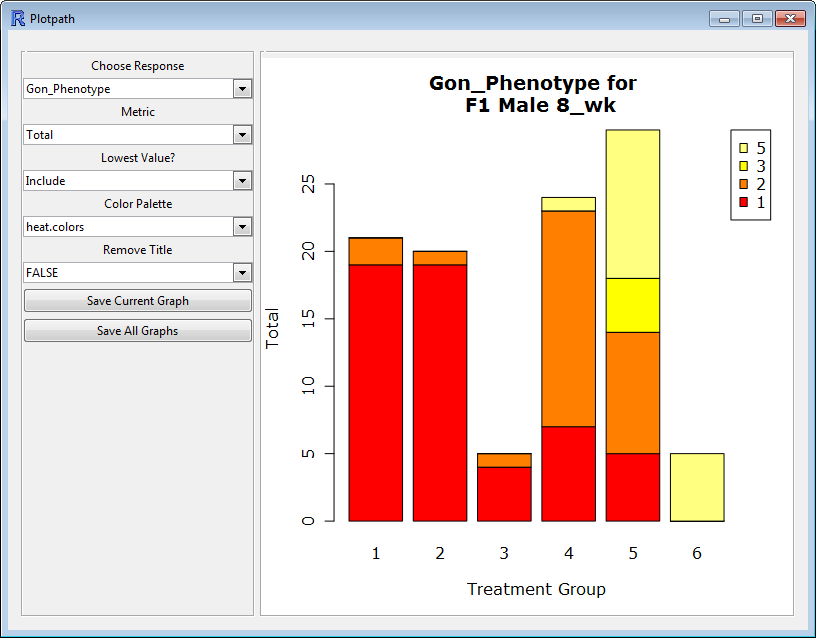 Plotpath
Choose Response
Gon_Phenotype
Metric
Total
Lowest Value?
Include
Color Palette
heat.colors
Remove Title
FALSE
Save Current Graph
Save All Graphs
Gon_Phenotype for
F1 Male 8_wk
5
3
2
1
Total
25
20
15
10
5
0
1 2 3 4 5 6
Treatment Group